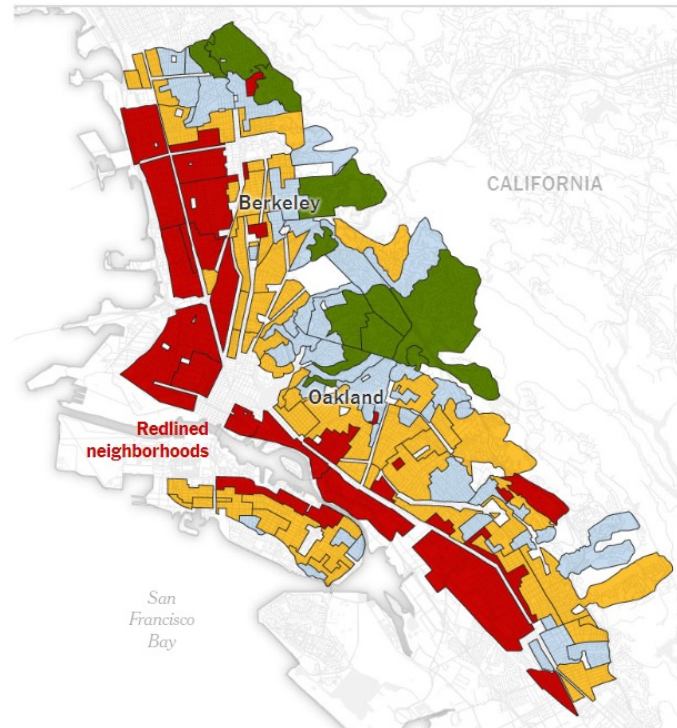 CALIFORNIA
Berkeley
Oakland
Redlined
neighborhoods
San
Francisco
Bay